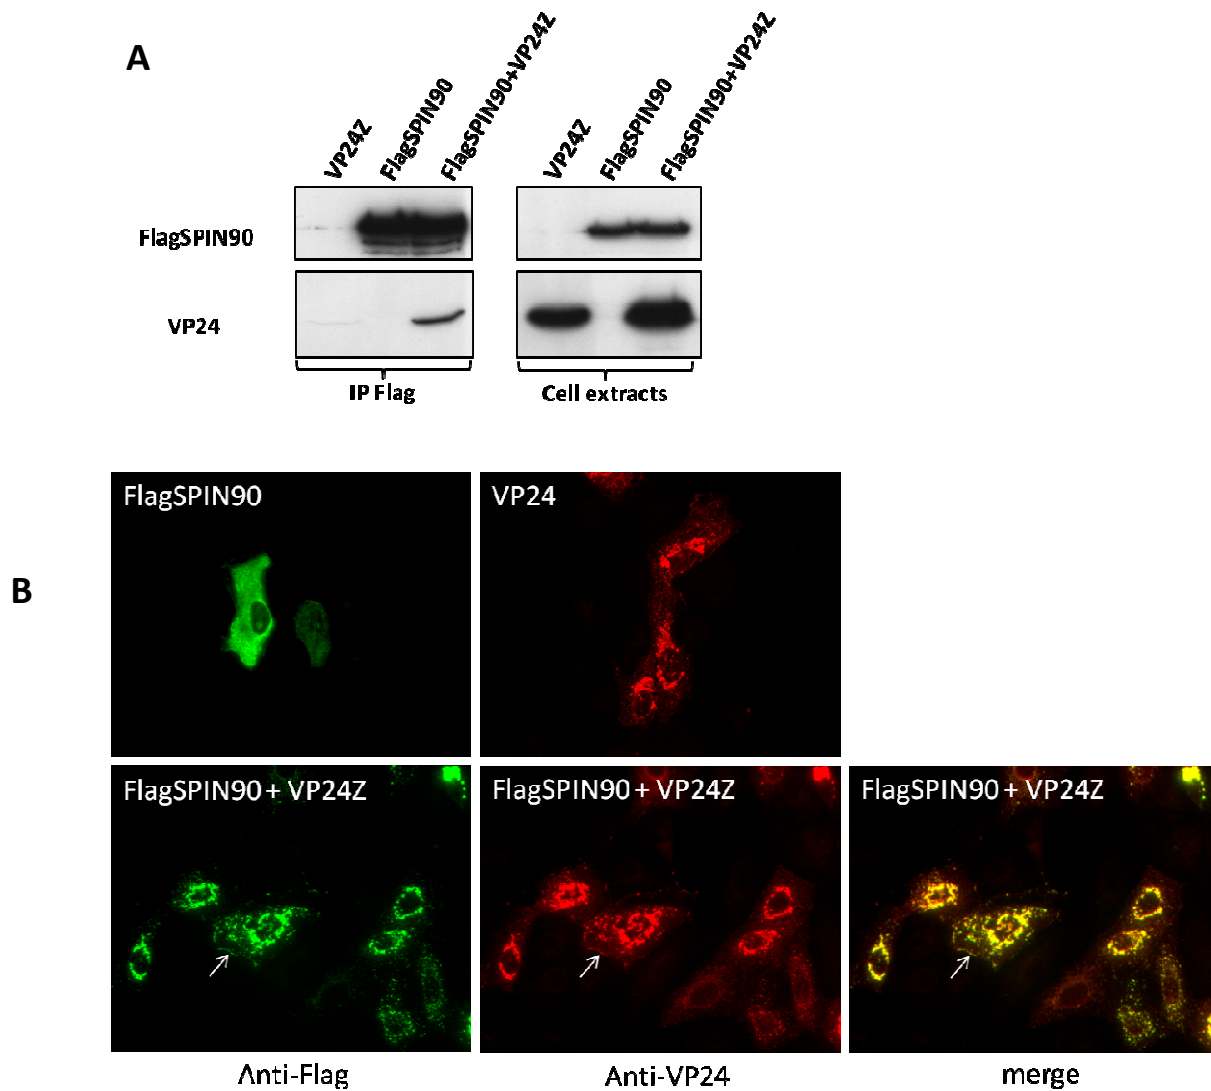 A
VP24Z
FlagSPIN90
FlagSPIN90+VP24Z
VP24Z
FlagSPIN90
FlagSPIN90+VP24Z
FlagSPIN90
VP24
IP Flag
Cell extracts
B
FlagSPIN90
VP24
FlagSPIN90 + VP24Z
FlagSPIN90 + VP24Z
FlagSPIN90 + VP24Z
Anti-Flag
Anti-VP24
merge